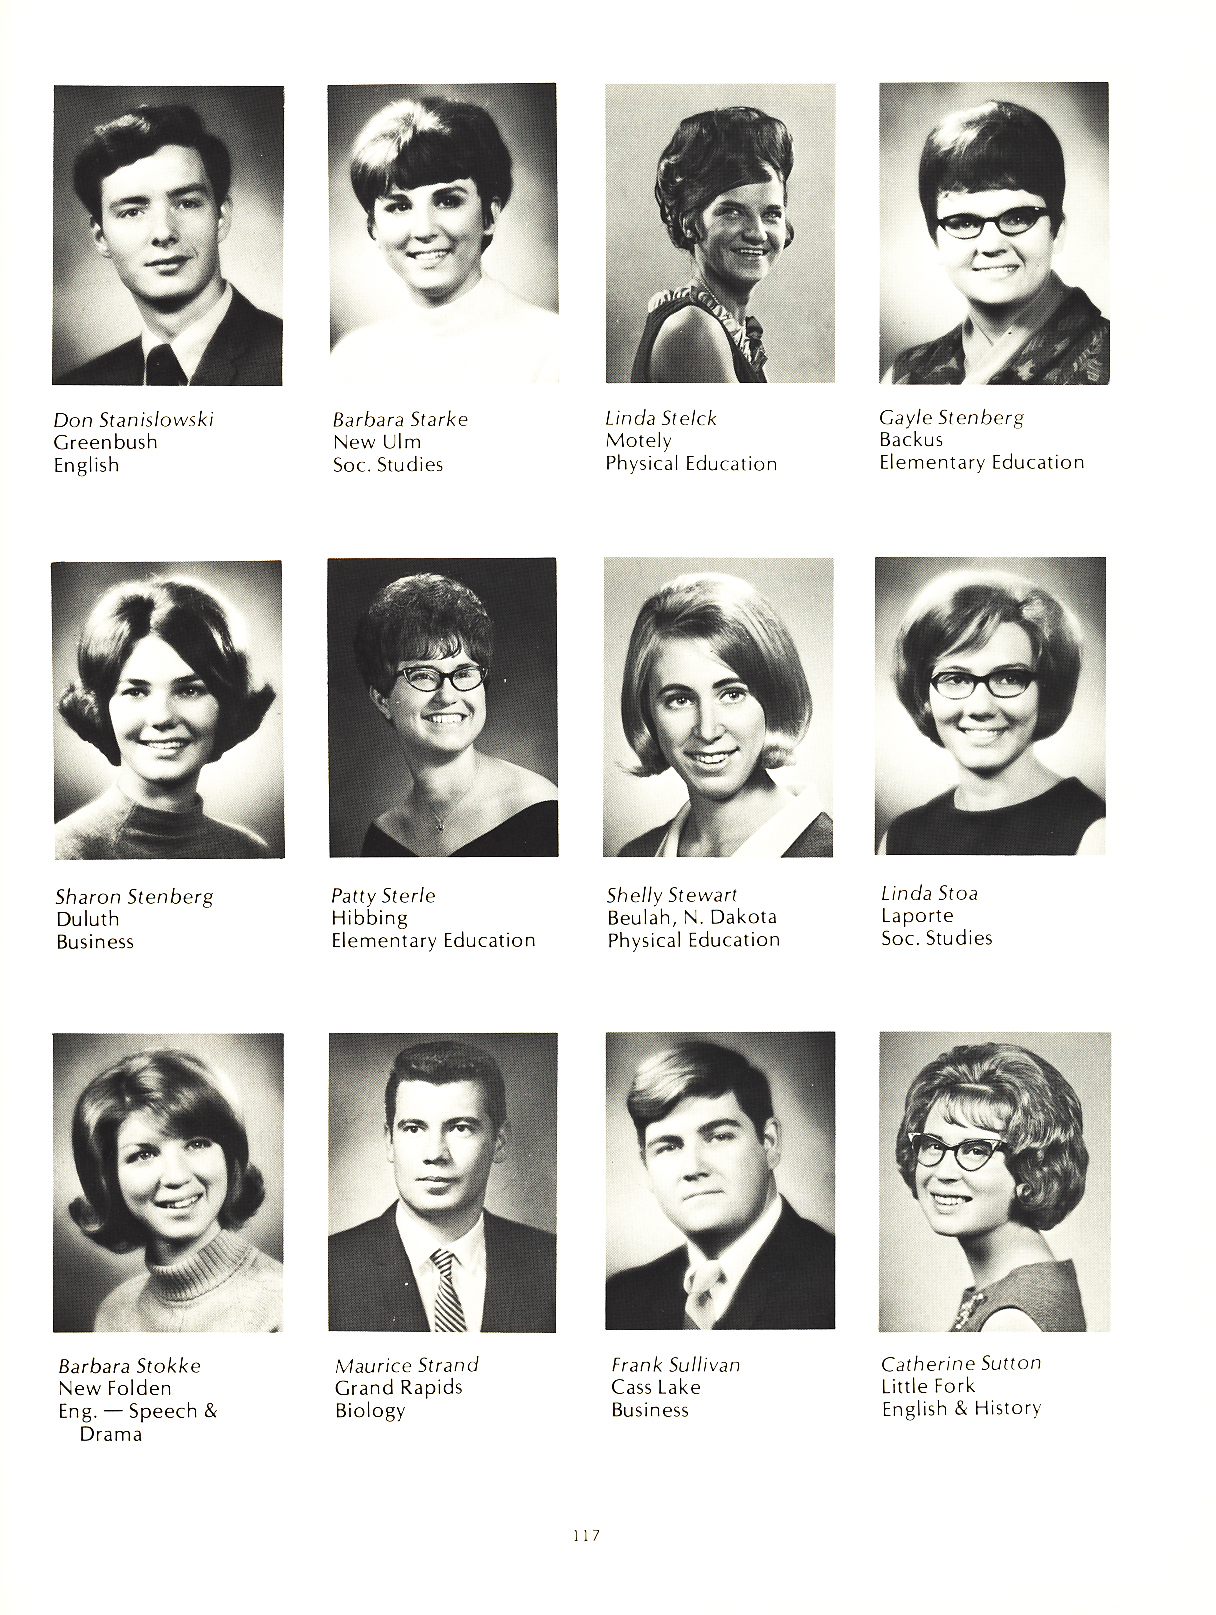 Don Stanislowski
Greenbush
English
Barbara Starke
New Ulm
Soc. Studies
Linda Stelck
Motely
Physical Education
Gayle Stenberg
Backus
Elementary Education
Sharon Stenberg
Duluth
Business
Patty Sterle
Hibbing
Elementary Education
Shelly Stewart
Beulah, N. Dakota
Physical Education
Linda Stoa
Laporte
Soc. Studies
Barbara Stokke
New Folden
Eng. — Speech &
Drama
Maurice Strand
Grand Rapids
Biology
Frank Sullivan
Cass Lake
Business
Catherine Sutton
Little Fork
English & History
117